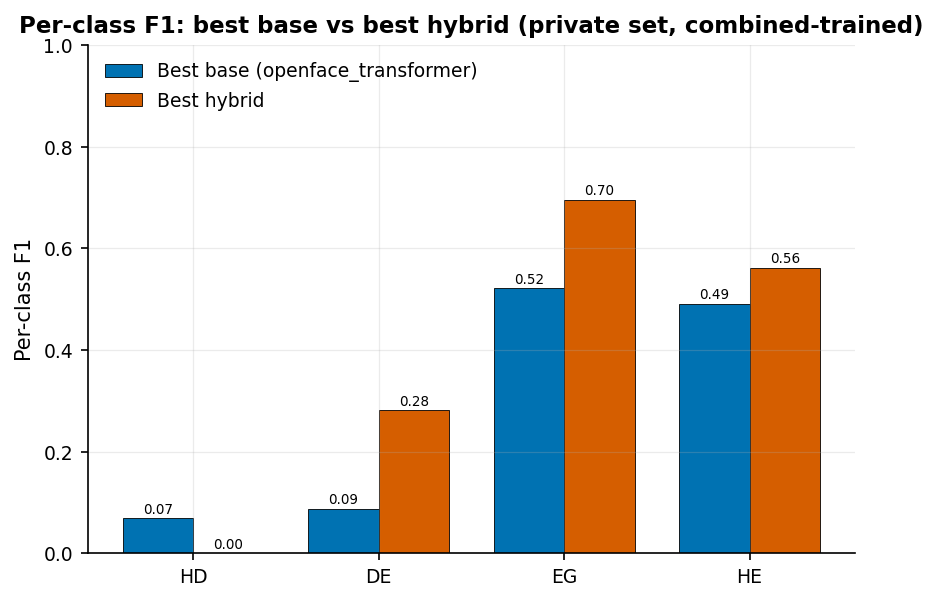 Per-class F1: best base vs best hybrid (private set, combined-trained)
Best base (openface_transformer)
Best hybrid
Per-class F1
1.0
0.8
0.6
0.4
0.2
0.0
0.07
0.00
0.09
0.28
0.52
0.70
0.49
0.56
HD
DE
EG
HE